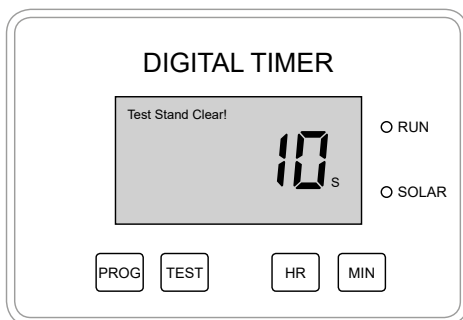 DIGITAL TIMER
Test Stand Clear!
10 S
RUN
SOLAR
PROG TEST HR MIN